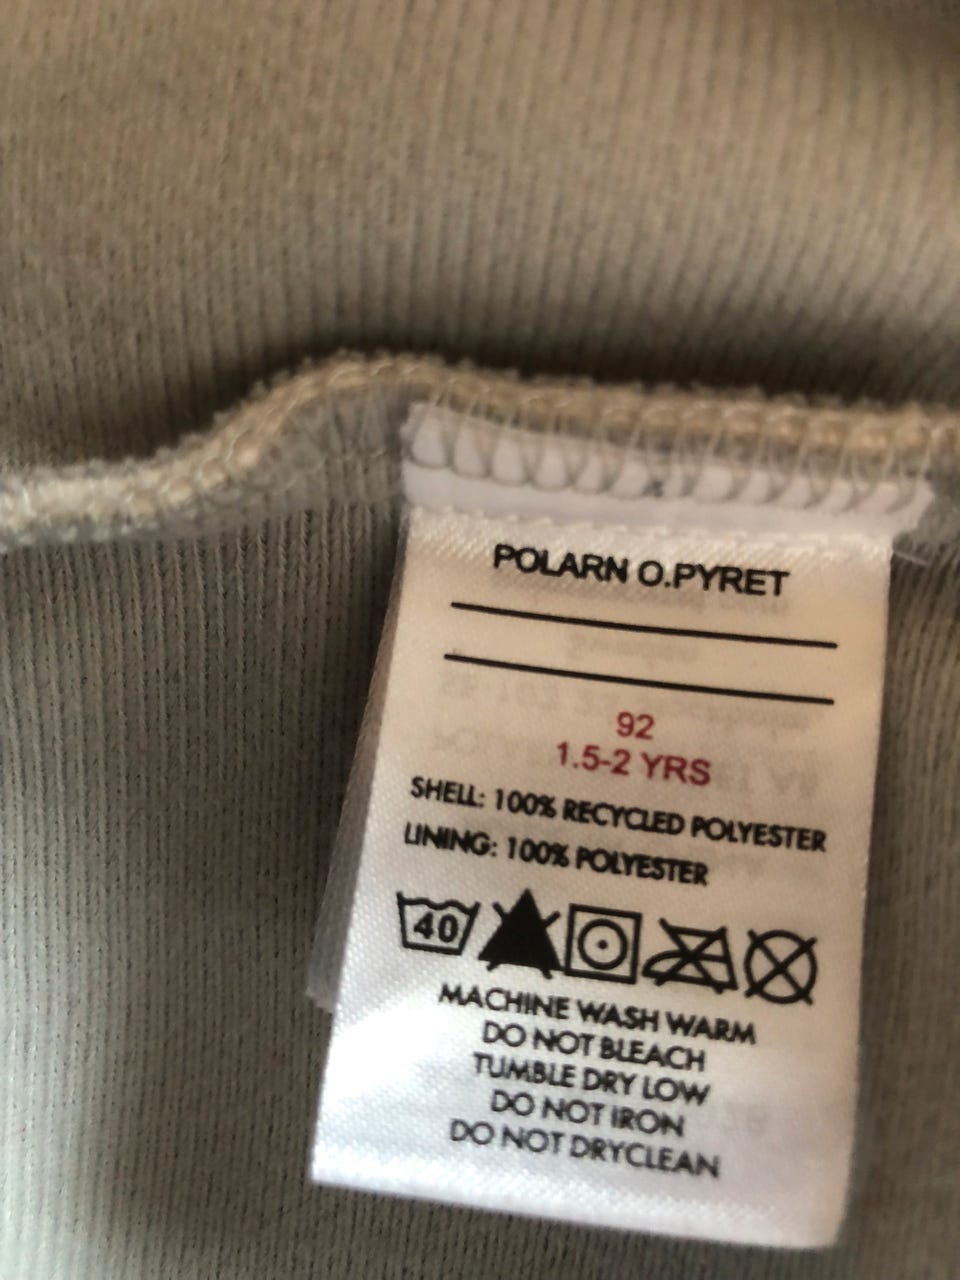 POLARN O.PYRET
92
1.5-2 YRS
SHELL: 100% RECYCLED POLYESTER
LINING: 100% POLYESTER
40
MACHINE WASH WARM
DO NOT BLEACH
TUMBLE DRY LOW
DO NOT IRON
DO NOT DRYCLEAN